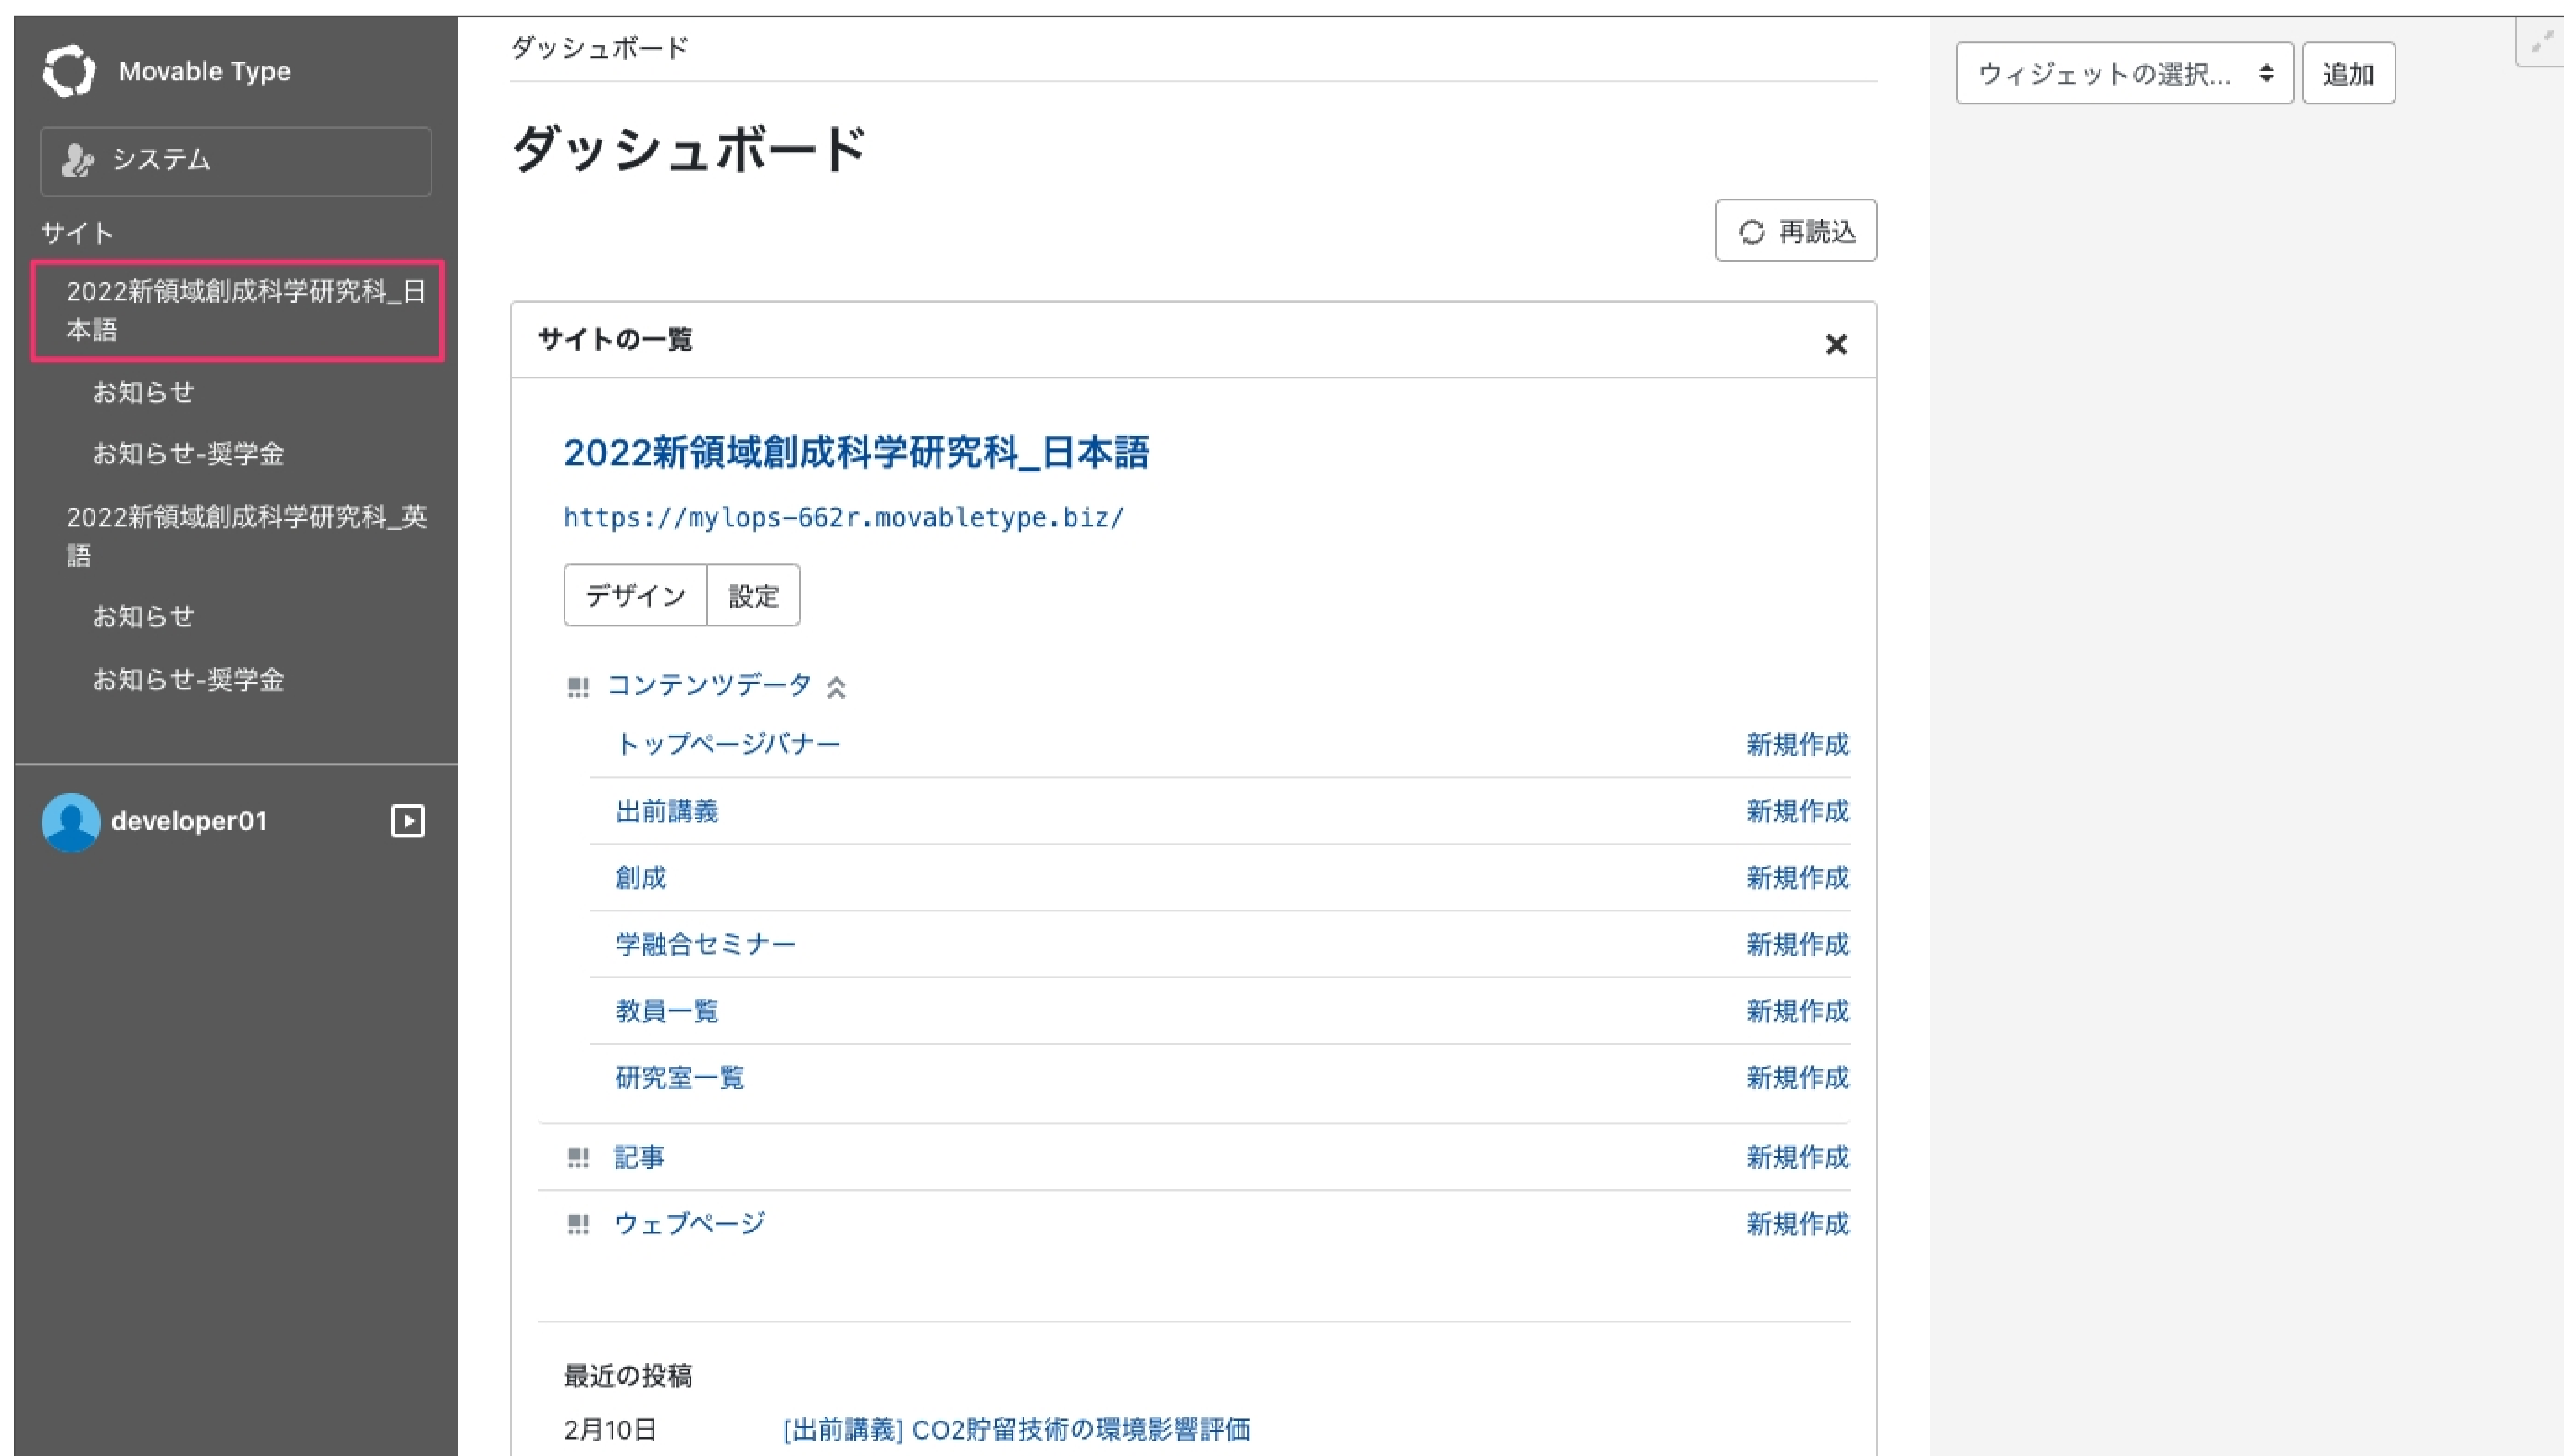 Movable Type
システム
サイト
2022新領域創成科学研究科_日
本語
お知らせ
お知らせ-奨学金
2022新領域創成科学研究科_英
語
お知らせ
お知らせ-奨学金
developer01
ダッシュボード
ダッシュボード
再読込
サイトの一覧
2022新領域創成科学研究科_日本語
https://mylops-662r.movabletype.biz/
デザイン 設定
コンテンツデータ
トップページバナー 新規作成
出前講義 新規作成
創成 新規作成
学融合セミナー 新規作成
教員一覧 新規作成
研究室一覧 新規作成
記事 新規作成
ウェブページ 新規作成
最近の投稿
2月10日 [出前講義] CO2貯留技術の環境影響評価
ウィジェットの選択... 追加